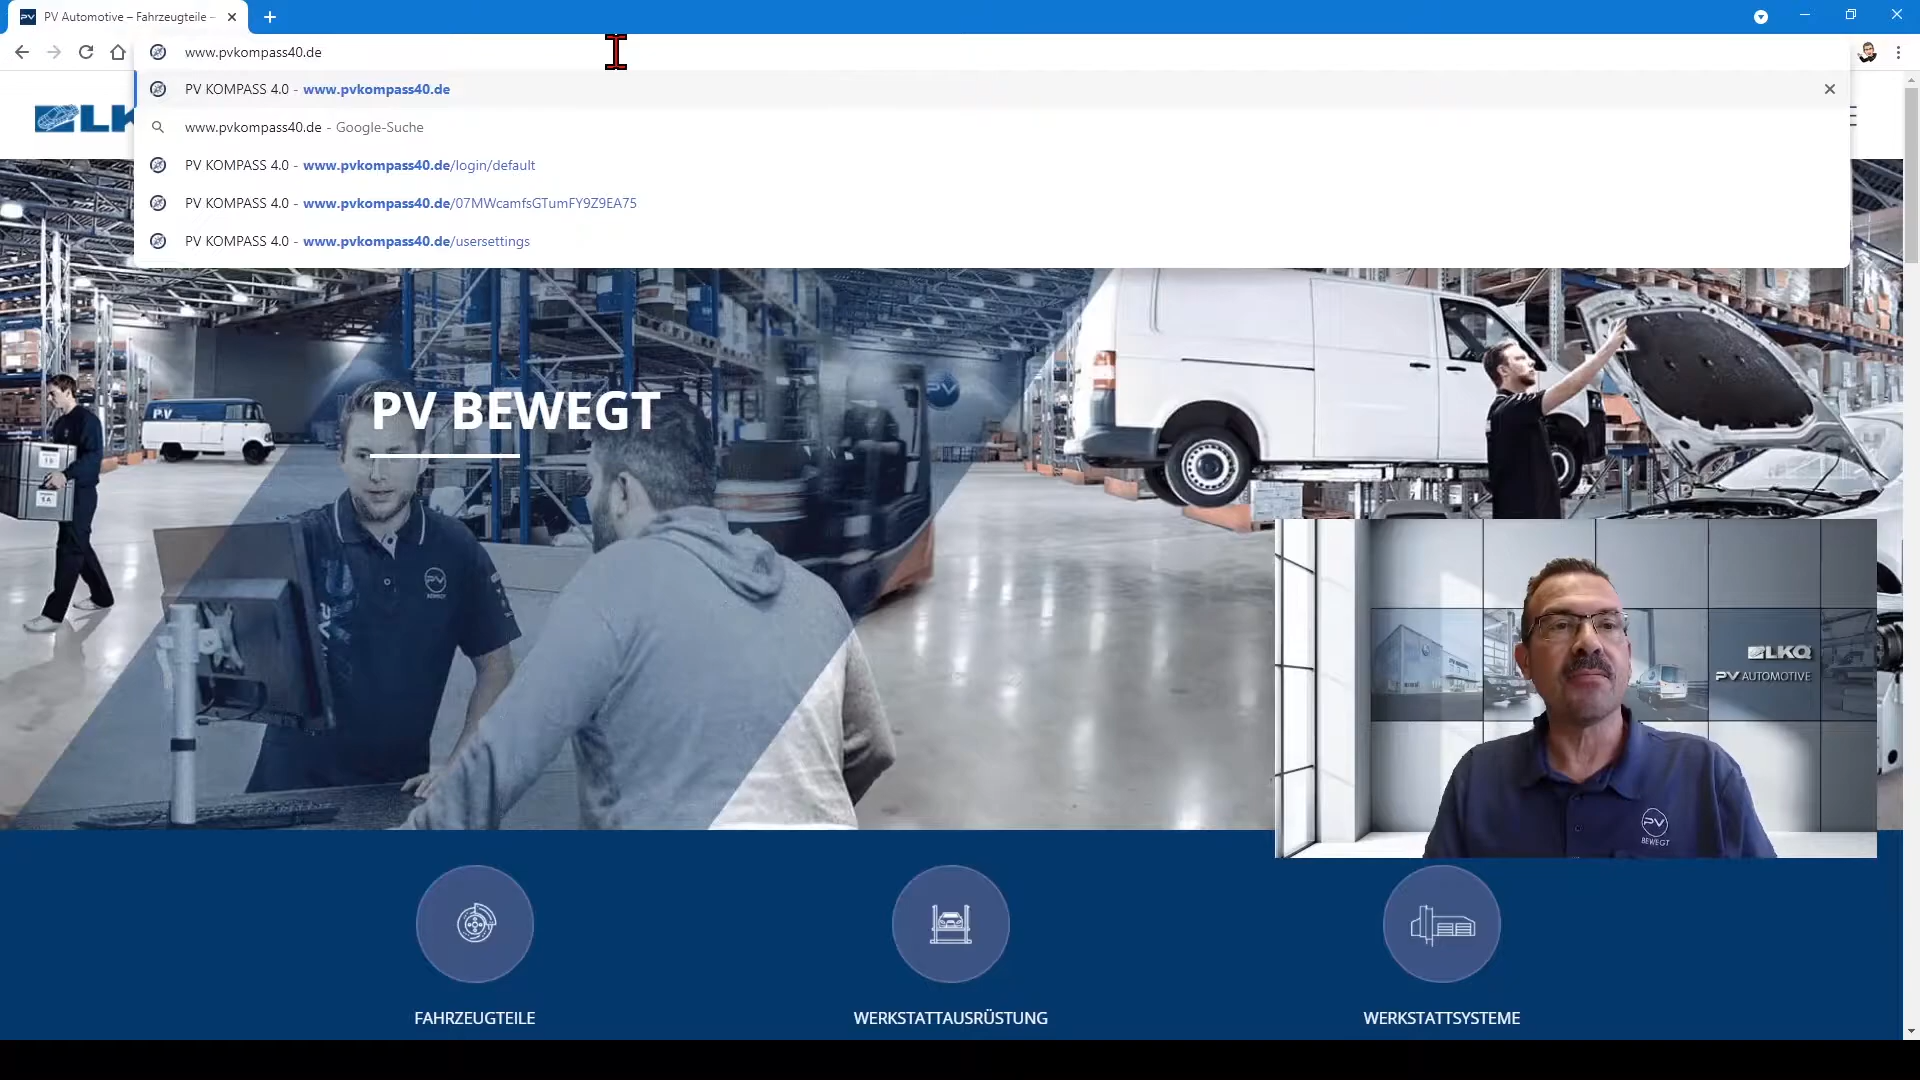 PV Automotive – Fahrzeugteile –
www.pvkompass40.de
PV KOMPASS 4.0 - www.pvkompass40.de
www.pvkompass40.de - Google-Suche
PV KOMPASS 4.0 - www.pvkompass40.de/login/default
PV KOMPASS 4.0 - www.pvkompass40.de/07MWcamfsGTumFY9Z9EA75
PV KOMPASS 4.0 - www.pvkompass40.de/usersettings
PV BEWEGT
LKQ
PV AUTOMOTIVE
PV
BEWEGT
FAHRZEUGTEILE
WERKSTATTAUSRÜSTUNG
WERKSTATTSYSTEME